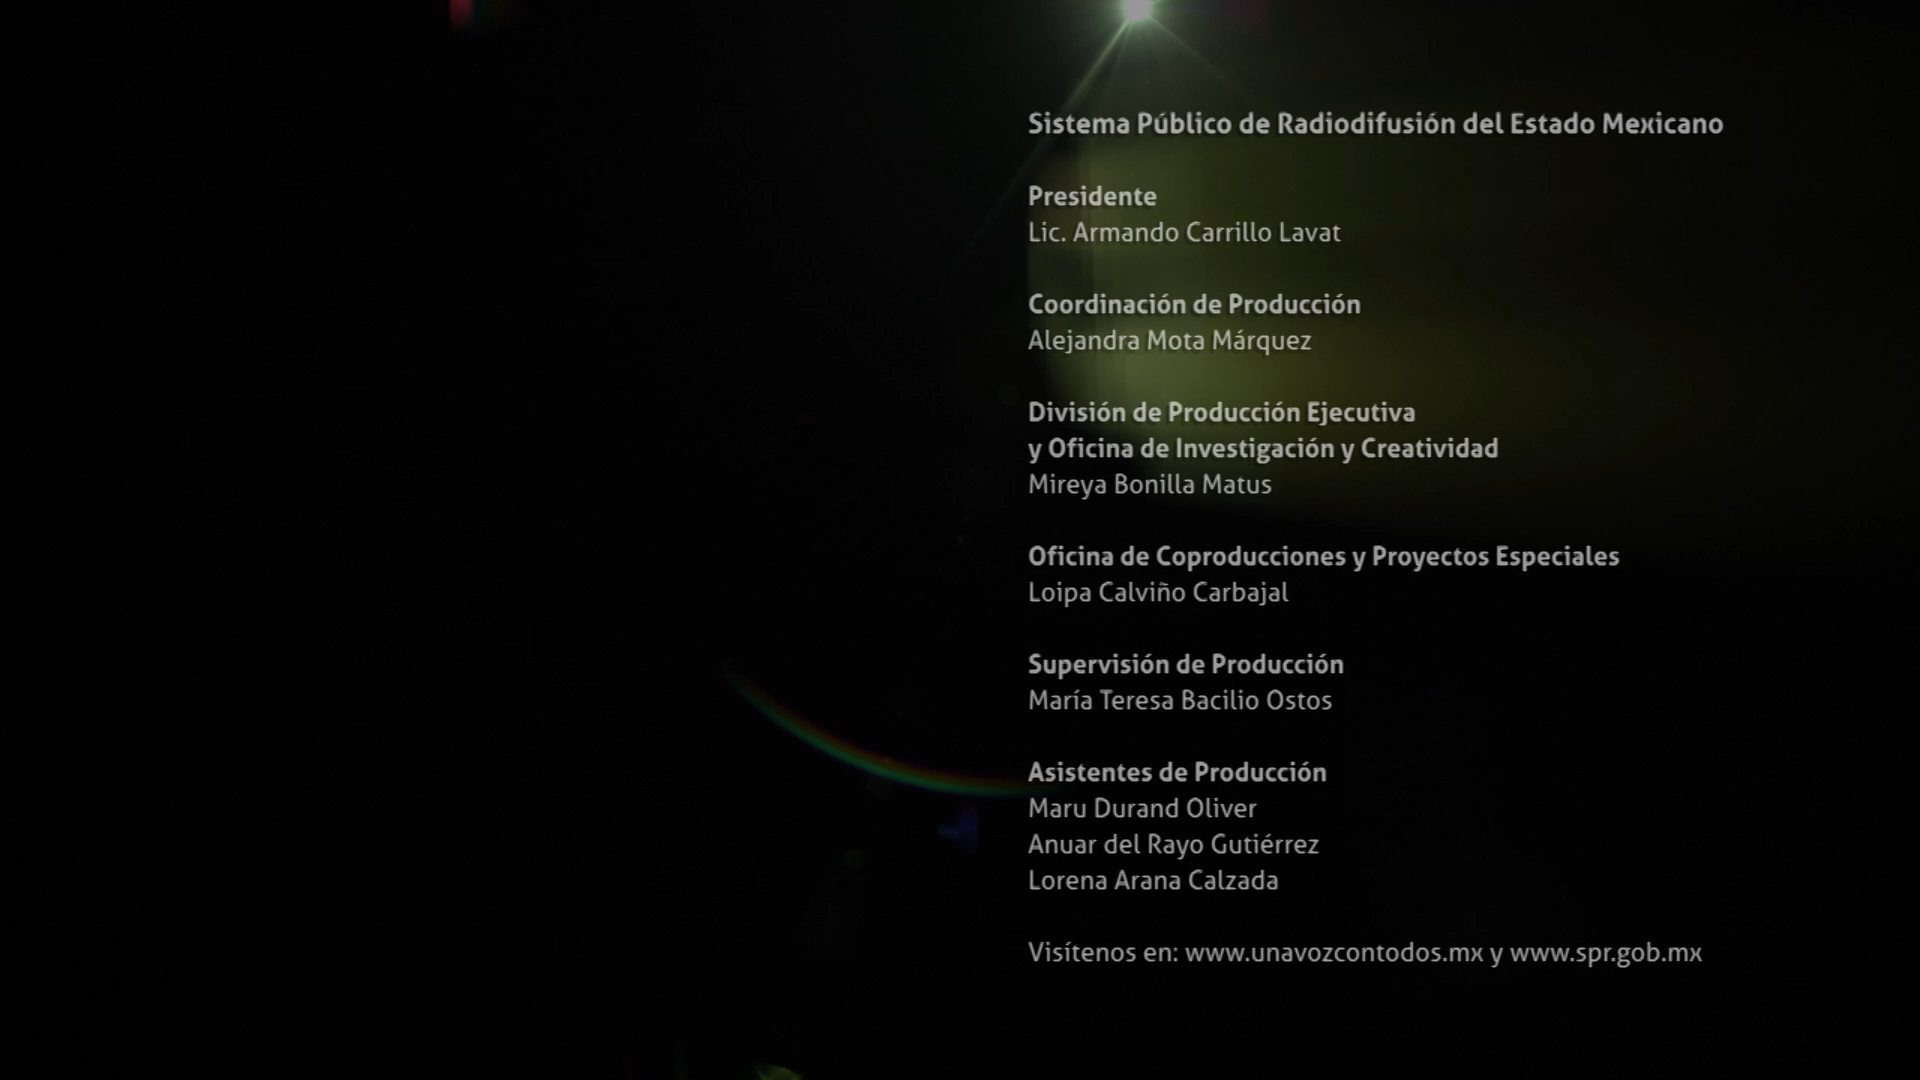 Sistema Público de Radiodifusión del Estado Mexicano
Presidente
Lic. Armando Carrillo Lavat
Coordinación de Producción
Alejandra Mota Márquez
División de Producción Ejecutiva
y Oficina de Investigación y Creatividad
Mireya Bonilla Matus
Oficina de Coproducciones y Proyectos Especiales
Loipa Calviño Carbajal
Supervisión de Producción
María Teresa Bacilio Ostos
Asistentes de Producción
Maru Durand Oliver
Anuar del Rayo Gutiérrez
Lorena Arana Calzada
Visítenos en: www.unavozcontodos.mx y www.spr.gob.mx